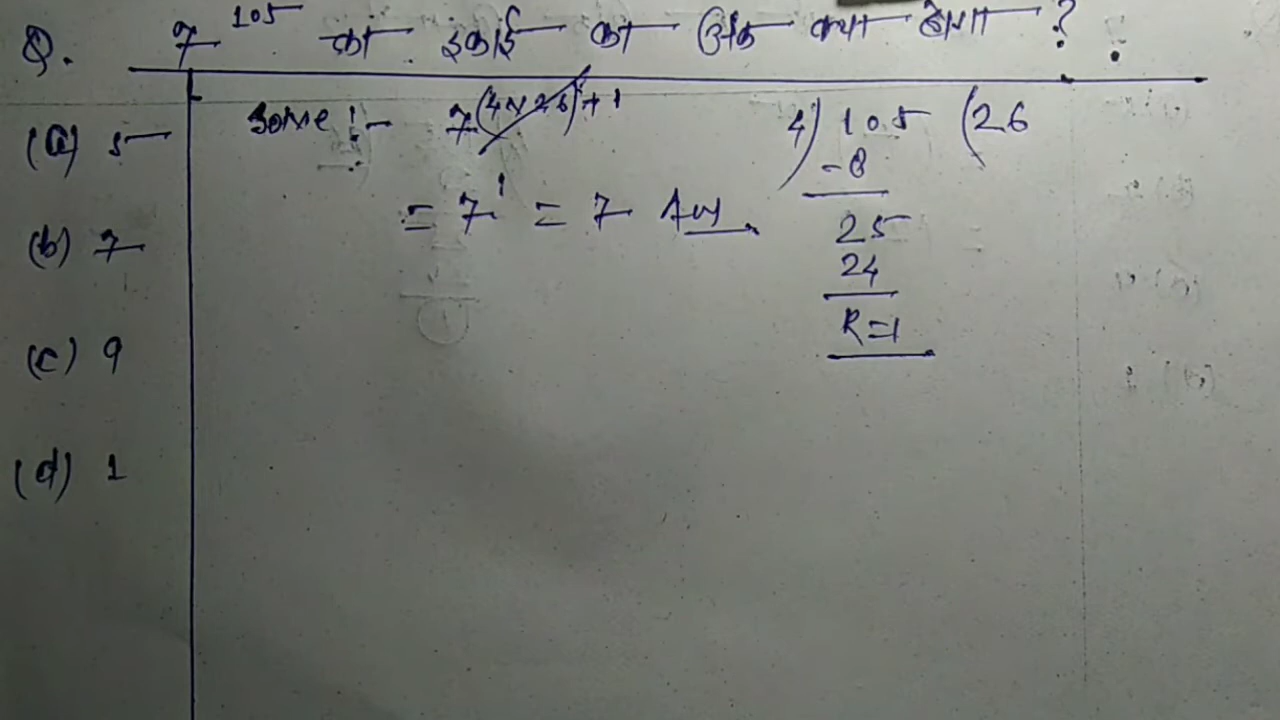 Q. 7^105 का इकाई का अंक क्या होगा ?
(a) 5
(b) 7
(c) 9
(d) 1
Solve :- 7^(4×26)+1
= 7^1 = 7 Ans
4) 105 (26
-8
25
24
R=1